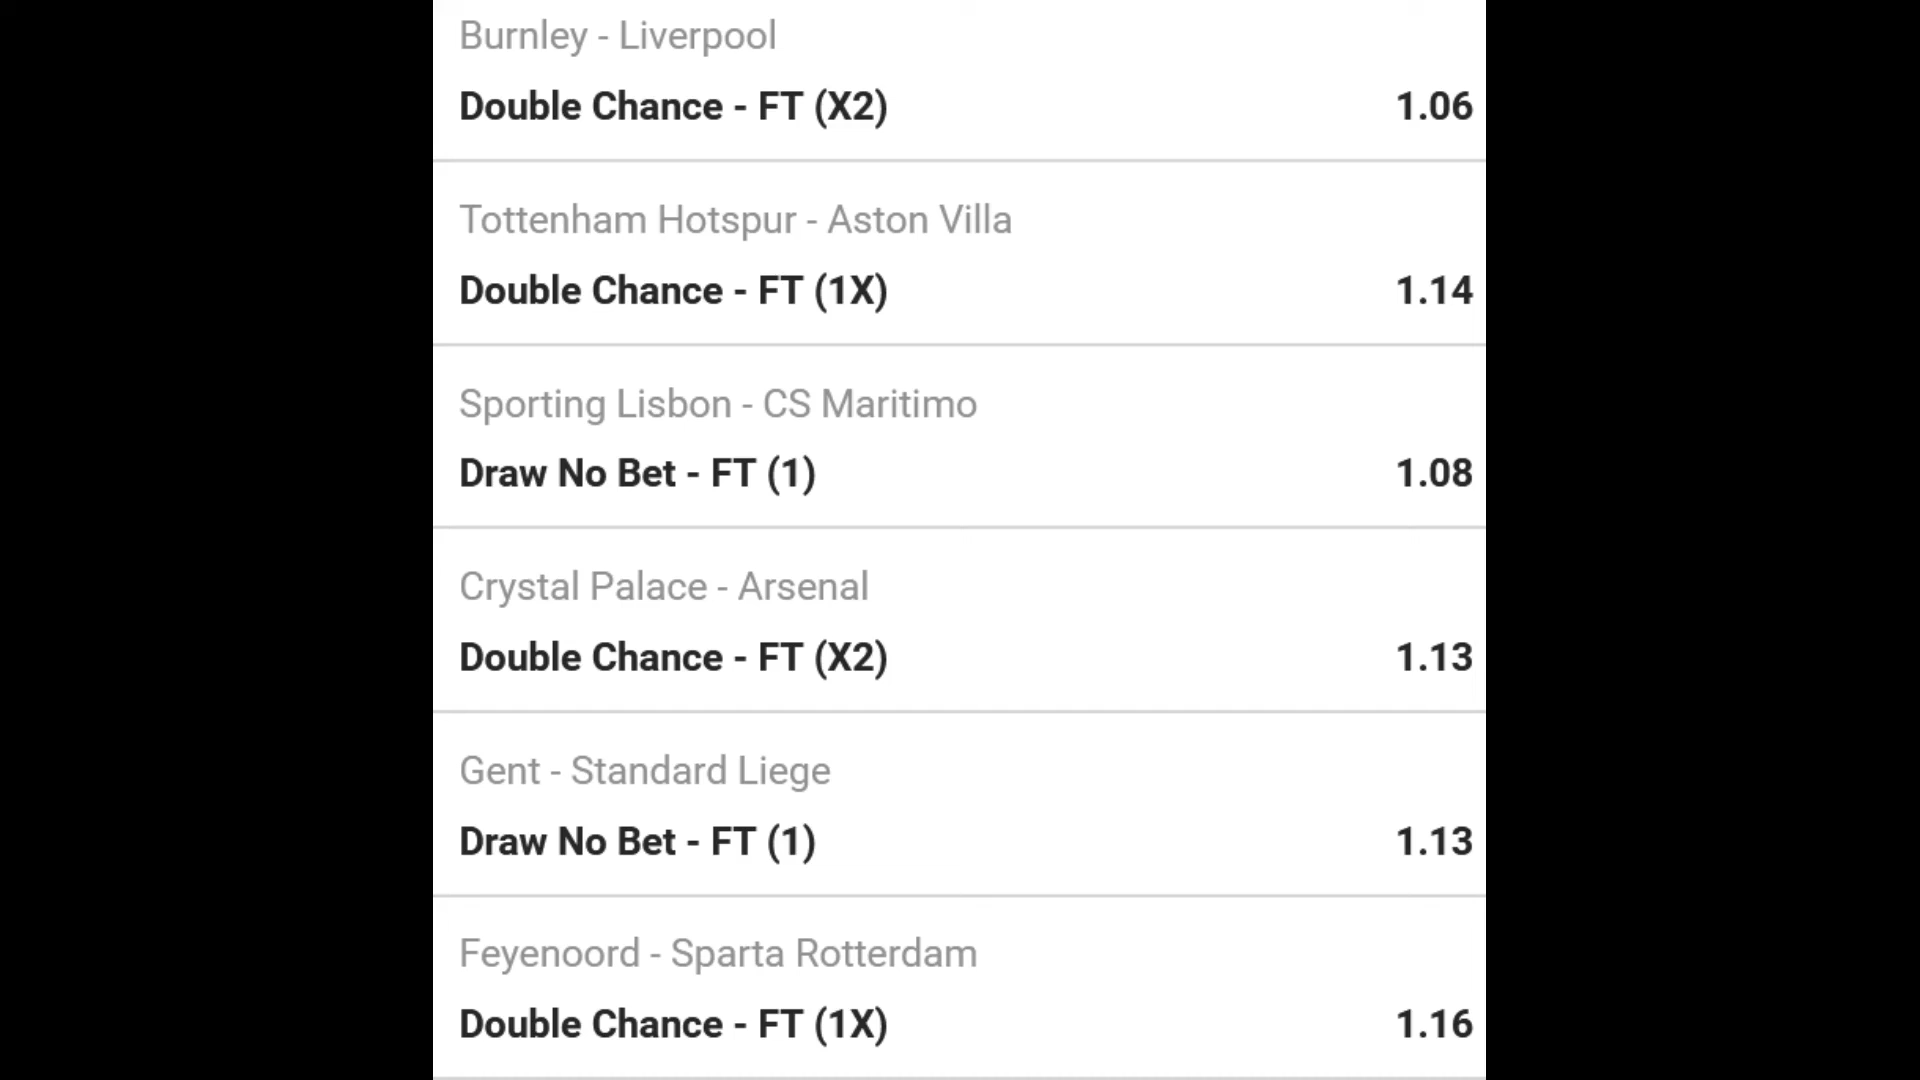 Burnley - Liverpool
Double Chance - FT (X2) 1.06
Tottenham Hotspur - Aston Villa
Double Chance - FT (1X) 1.14
Sporting Lisbon - CS Maritimo
Draw No Bet - FT (1) 1.08
Crystal Palace - Arsenal
Double Chance - FT (X2) 1.13
Gent - Standard Liege
Draw No Bet - FT (1) 1.13
Feyenoord - Sparta Rotterdam
Double Chance - FT (1X) 1.16